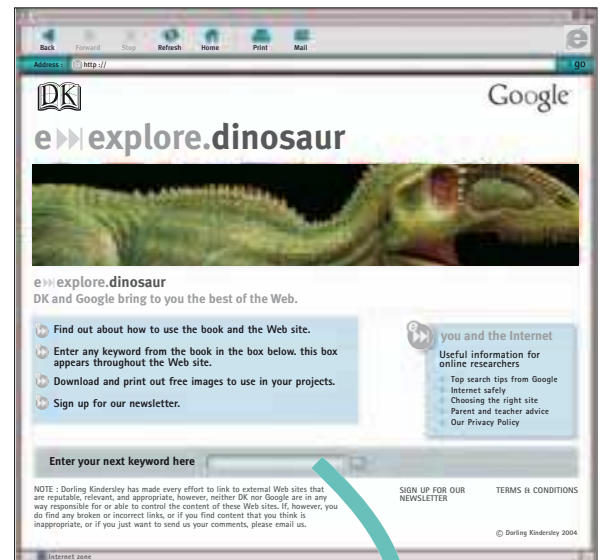 Back Forward Stop Refresh Home Print Mail
e
Address : http :// go
DK
Google
e explore.dinosaur
e explore.dinosaur
DK and Google bring to you the best of the Web.
Find out about how to use the book and the Web site.
Enter any keyword from the book in the box below. this box
appears throughout the Web site.
Download and print out free images to use in your projects.
Sign up for our newsletter.
e
you and the Internet
Useful information for
online researchers
Top search tips from Google
Internet safely
Choosing the right site
Parent and teacher advice
Our Privacy Policy
Enter your next keyword here
NOTE : Dorling Kindersley has made every effort to link to external Web sites that
are reputable, relevant, and appropriate, however, neither DK nor Google are in any
way responsible for or able to control the content of these Web sites. If, however, you
do find any broken or incorrect links, or if you find content that you think is
inappropriate, or if you just want to send us your comments, please email us.
SIGN UP FOR OUR
NEWSLETTER
TERMS & CONDITIONS
© Dorling Kindersley 2004
Internet zone